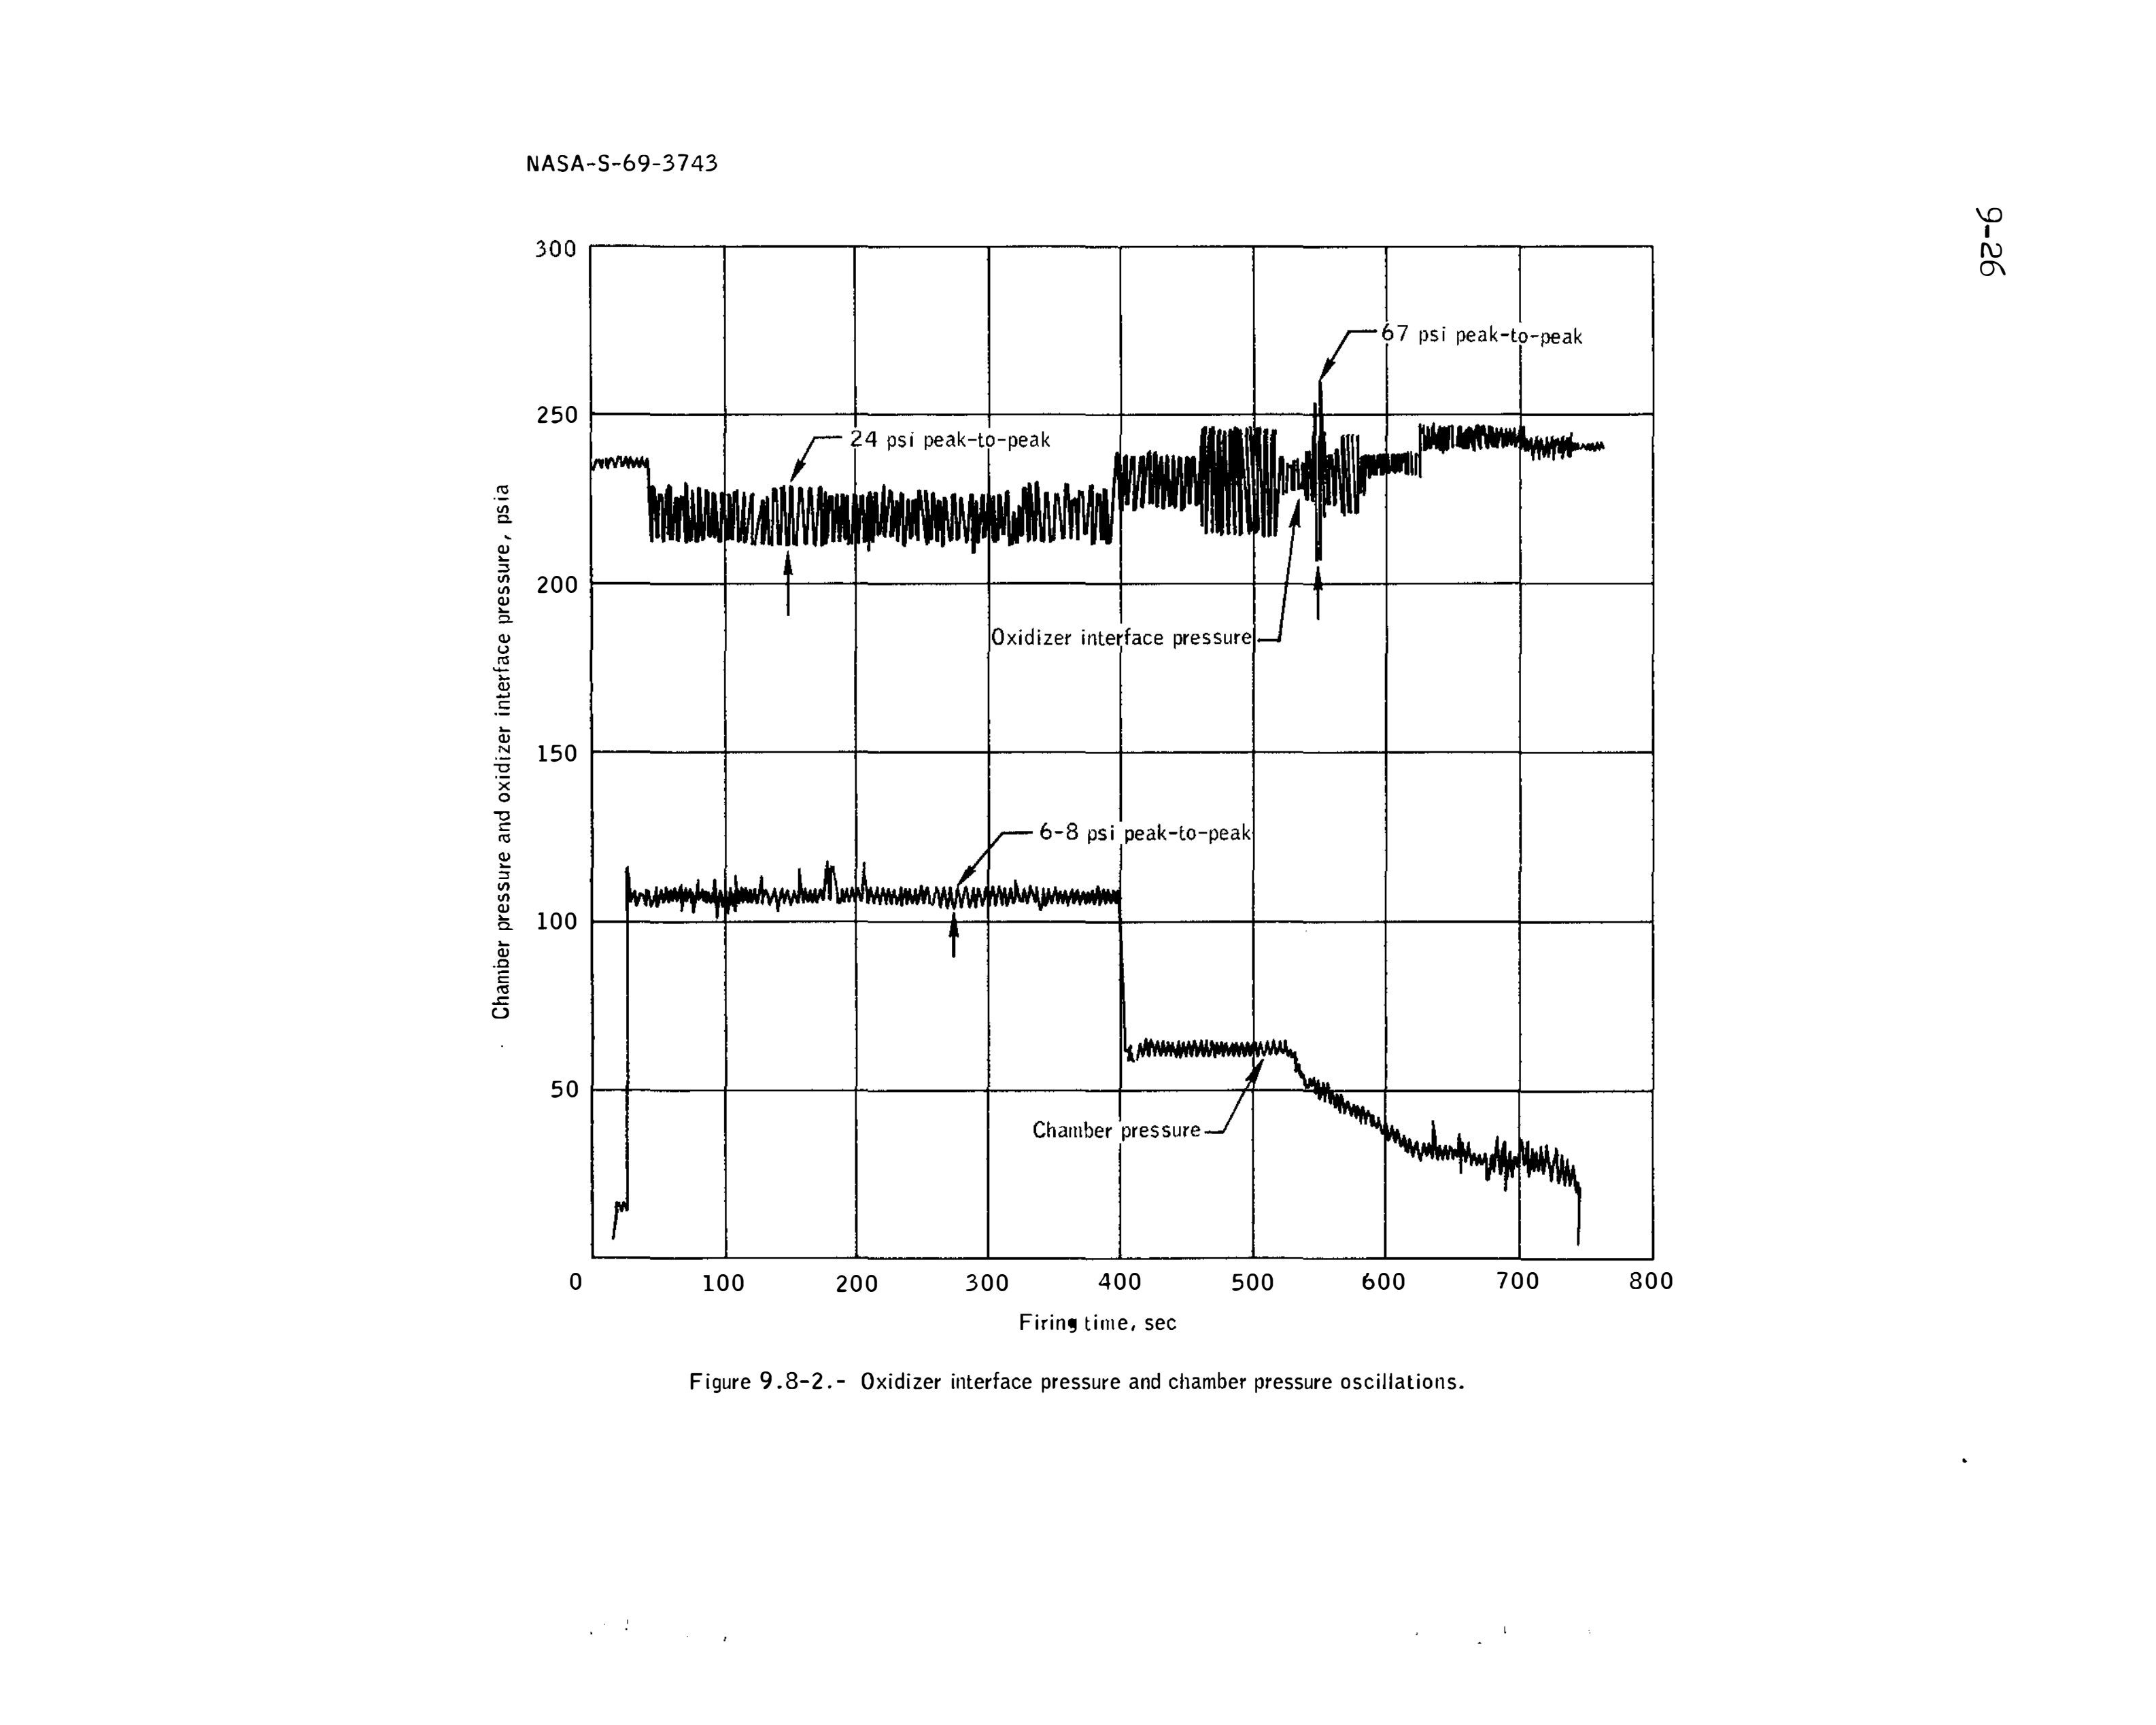 NASA-S-69-3743
9-26
300
250
200
150
100
50
0
100
200
300
400
500
600
700
800
Chamber pressure and oxidizer interface pressure, psia
67 psi peak-to-peak
24 psi peak-to-peak
Oxidizer interface pressure
6-8 psi peak-to-peak
Chamber pressure
Firing time, sec
Figure 9.8-2.- Oxidizer interface pressure and chamber pressure oscillations.